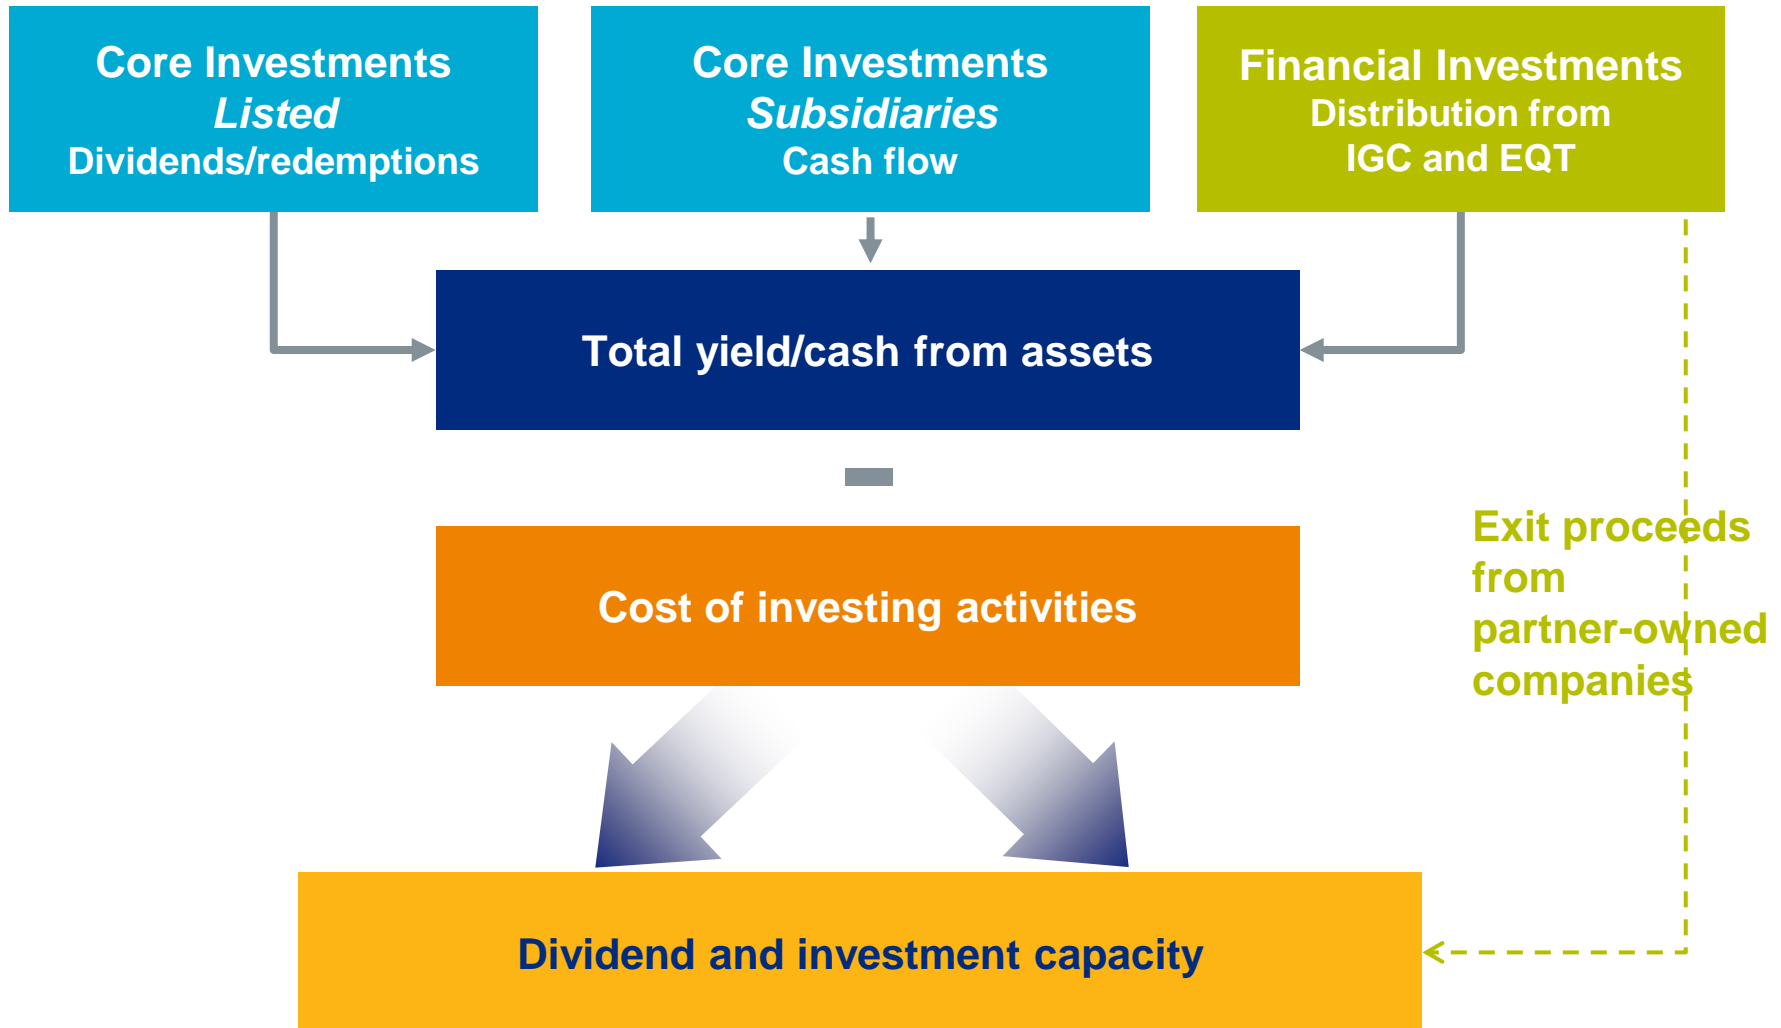 Core Investments
Listed
Dividends/redemptions
Core Investments
Subsidiaries
Cash flow
Financial Investments
Distribution from
IGC and EQT
Total yield/cash from assets
Cost of investing activities
Exit proceeds
from
partner-owned
companies
Dividend and investment capacity